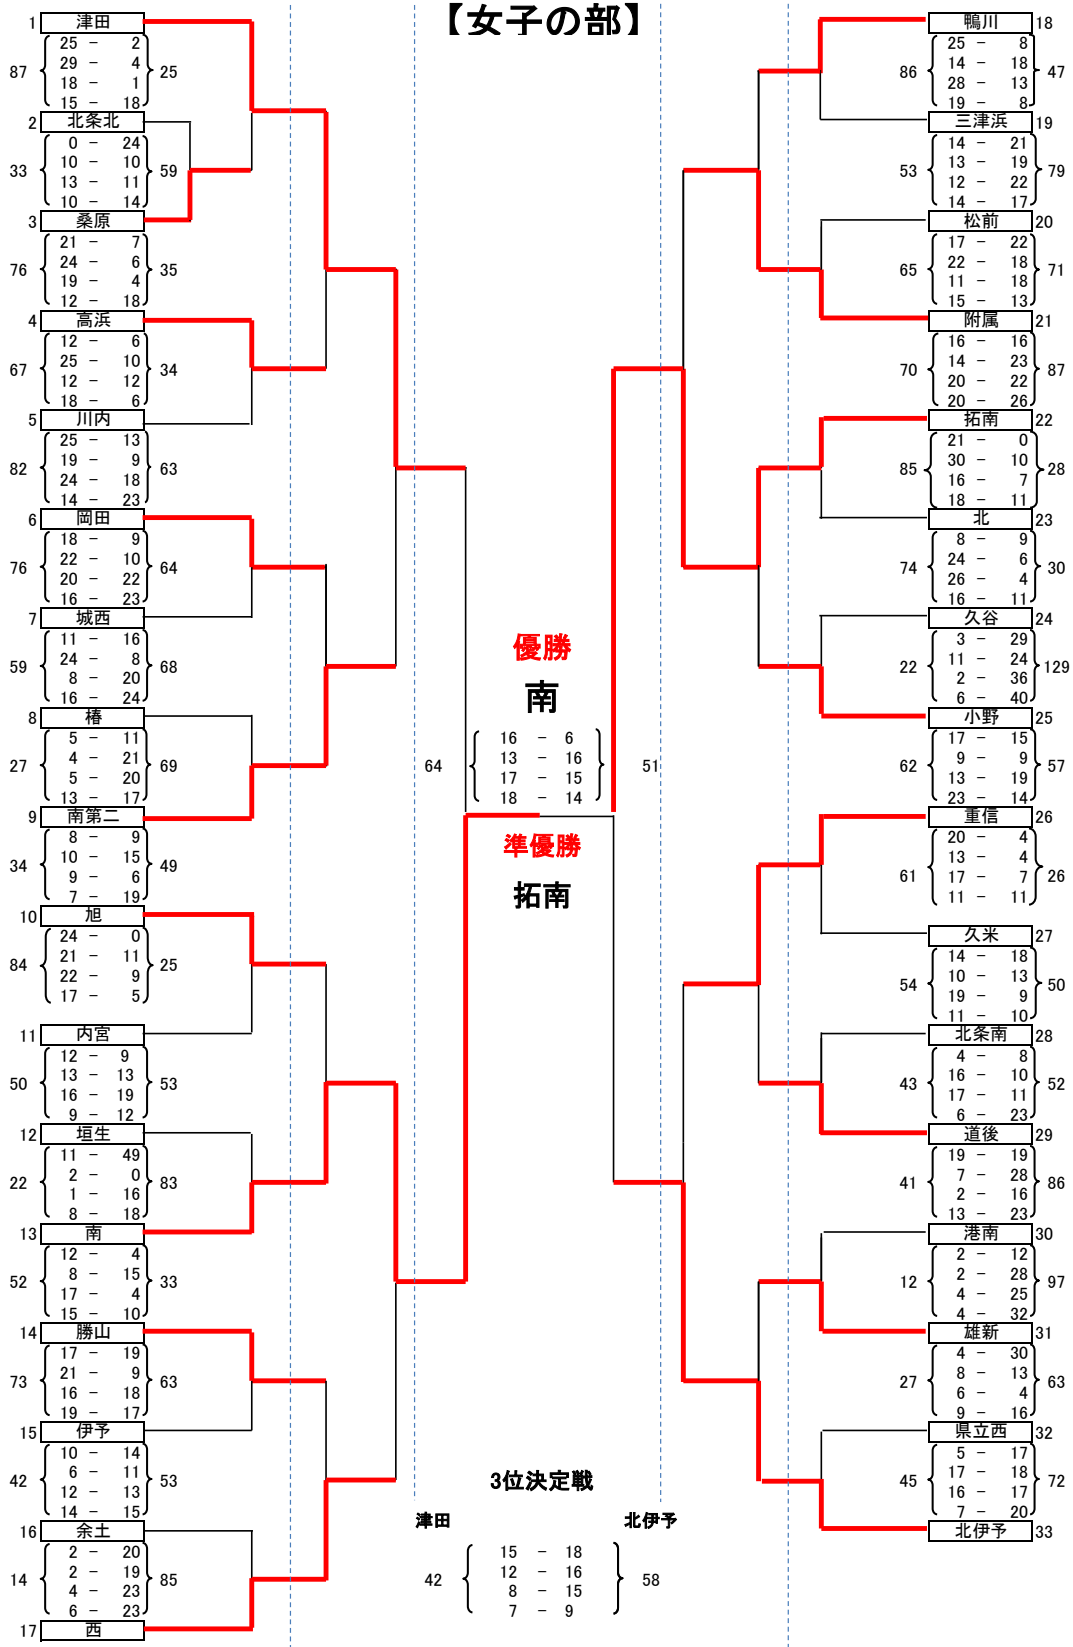 【女子の部】
1 津田
25 － 2
29 － 4
18 － 1
15 － 18
87 25
2 北条北
0 － 24
10 － 10
13 － 11
10 － 14
33 59
3 桑原
21 － 7
24 － 6
19 － 4
12 － 18
76 35
4 高浜
12 － 6
25 － 10
12 － 12
18 － 6
67 34
5 川内
25 － 13
19 － 9
24 － 18
14 － 23
82 63
6 岡田
18 － 9
22 － 10
20 － 22
16 － 23
76 64
7 城西
11 － 16
24 － 8
8 － 20
16 － 24
59 68
8 椿
5 － 11
4 － 21
5 － 20
13 － 17
27 69
9 南第二
8 － 9
10 － 15
9 － 6
7 － 19
34 49
10 旭
24 － 0
21 － 11
22 － 9
17 － 5
84 25
11 内宮
12 － 9
13 － 13
16 － 19
9 － 12
50 53
12 垣生
11 － 49
2 － 0
1 － 16
8 － 18
22 83
13 南
12 － 4
8 － 15
17 － 4
15 － 10
52 33
14 勝山
17 － 19
21 － 9
16 － 18
19 － 17
73 63
15 伊予
10 － 14
6 － 11
12 － 13
14 － 15
42 53
16 余土
2 － 20
2 － 19
4 － 23
6 － 23
14 85
17 西
優勝
南
16 － 6
13 － 16
17 － 15
18 － 14
64 51
準優勝
拓南
3位決定戦
津田 北伊予
15 － 18
12 － 16
8 － 15
7 － 9
42 58
鴨川 18
25 － 8
14 － 18
28 － 13
19 － 8
86 47
三津浜 19
14 － 21
13 － 19
12 － 22
14 － 17
53 79
松前 20
17 － 22
22 － 18
11 － 18
15 － 13
65 71
附属 21
16 － 16
14 － 23
20 － 22
20 － 26
70 87
拓南 22
21 － 0
30 － 10
16 － 7
18 － 11
85 28
北 23
8 － 9
24 － 6
26 － 4
16 － 11
74 30
久谷 24
3 － 29
11 － 24
2 － 36
6 － 40
22 129
小野 25
17 － 15
9 － 9
13 － 19
23 － 14
62 57
重信 26
20 － 4
13 － 4
17 － 7
11 － 11
61 26
久米 27
14 － 18
10 － 13
19 － 9
11 － 10
54 50
北条南 28
4 － 8
16 － 10
17 － 11
6 － 23
43 52
道後 29
19 － 19
7 － 28
2 － 16
13 － 23
41 86
港南 30
2 － 12
2 － 28
4 － 25
4 － 32
12 97
雄新 31
4 － 30
8 － 13
6 － 4
9 － 16
27 63
県立西 32
5 － 17
17 － 18
16 － 17
7 － 20
45 72
北伊予 33